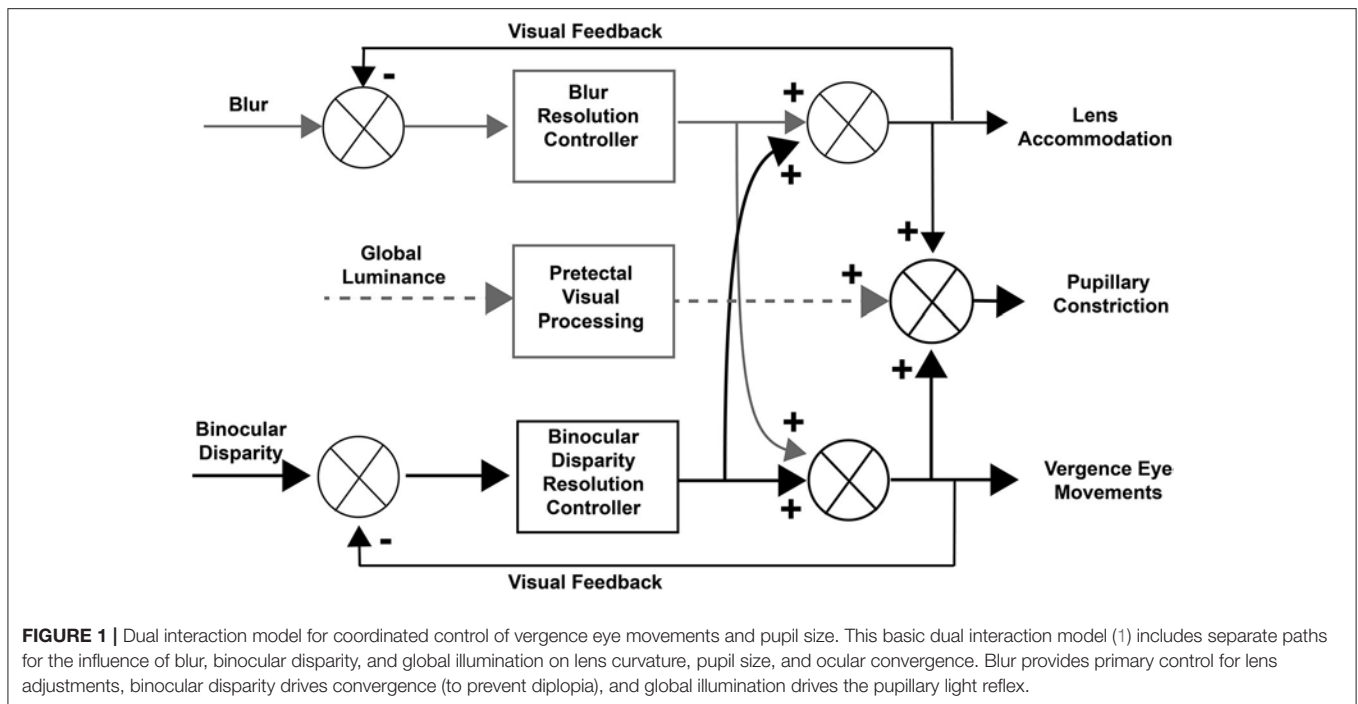 Visual Feedback
-
Blur
Blur
Resolution
Controller
+
+
Lens
Accommodation
+
Global
Luminance
Pretectal
Visual
Processing
+
Pupillary
Constriction
+
Binocular
Disparity
Binocular
Disparity
Resolution
Controller
+
+
Vergence Eye
Movements
-
Visual Feedback
FIGURE 1 | Dual interaction model for coordinated control of vergence eye movements and pupil size. This basic dual interaction model (1) includes separate paths
for the influence of blur, binocular disparity, and global illumination on lens curvature, pupil size, and ocular convergence. Blur provides primary control for lens
adjustments, binocular disparity drives convergence (to prevent diplopia), and global illumination drives the pupillary light reflex.